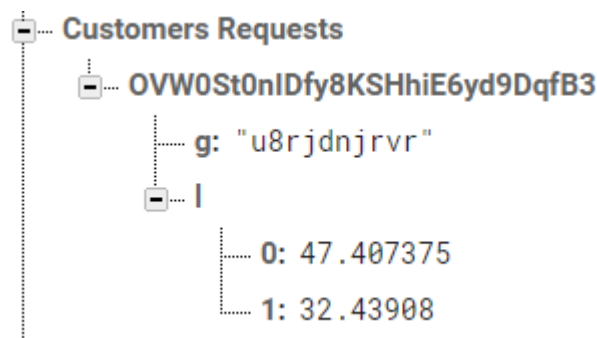 Customers Requests
OVW0St0nIDfy8KSHhiE6yd9DqfB3
g: "u8rjdnjrvr"
l
0: 47.407375
1: 32.43908